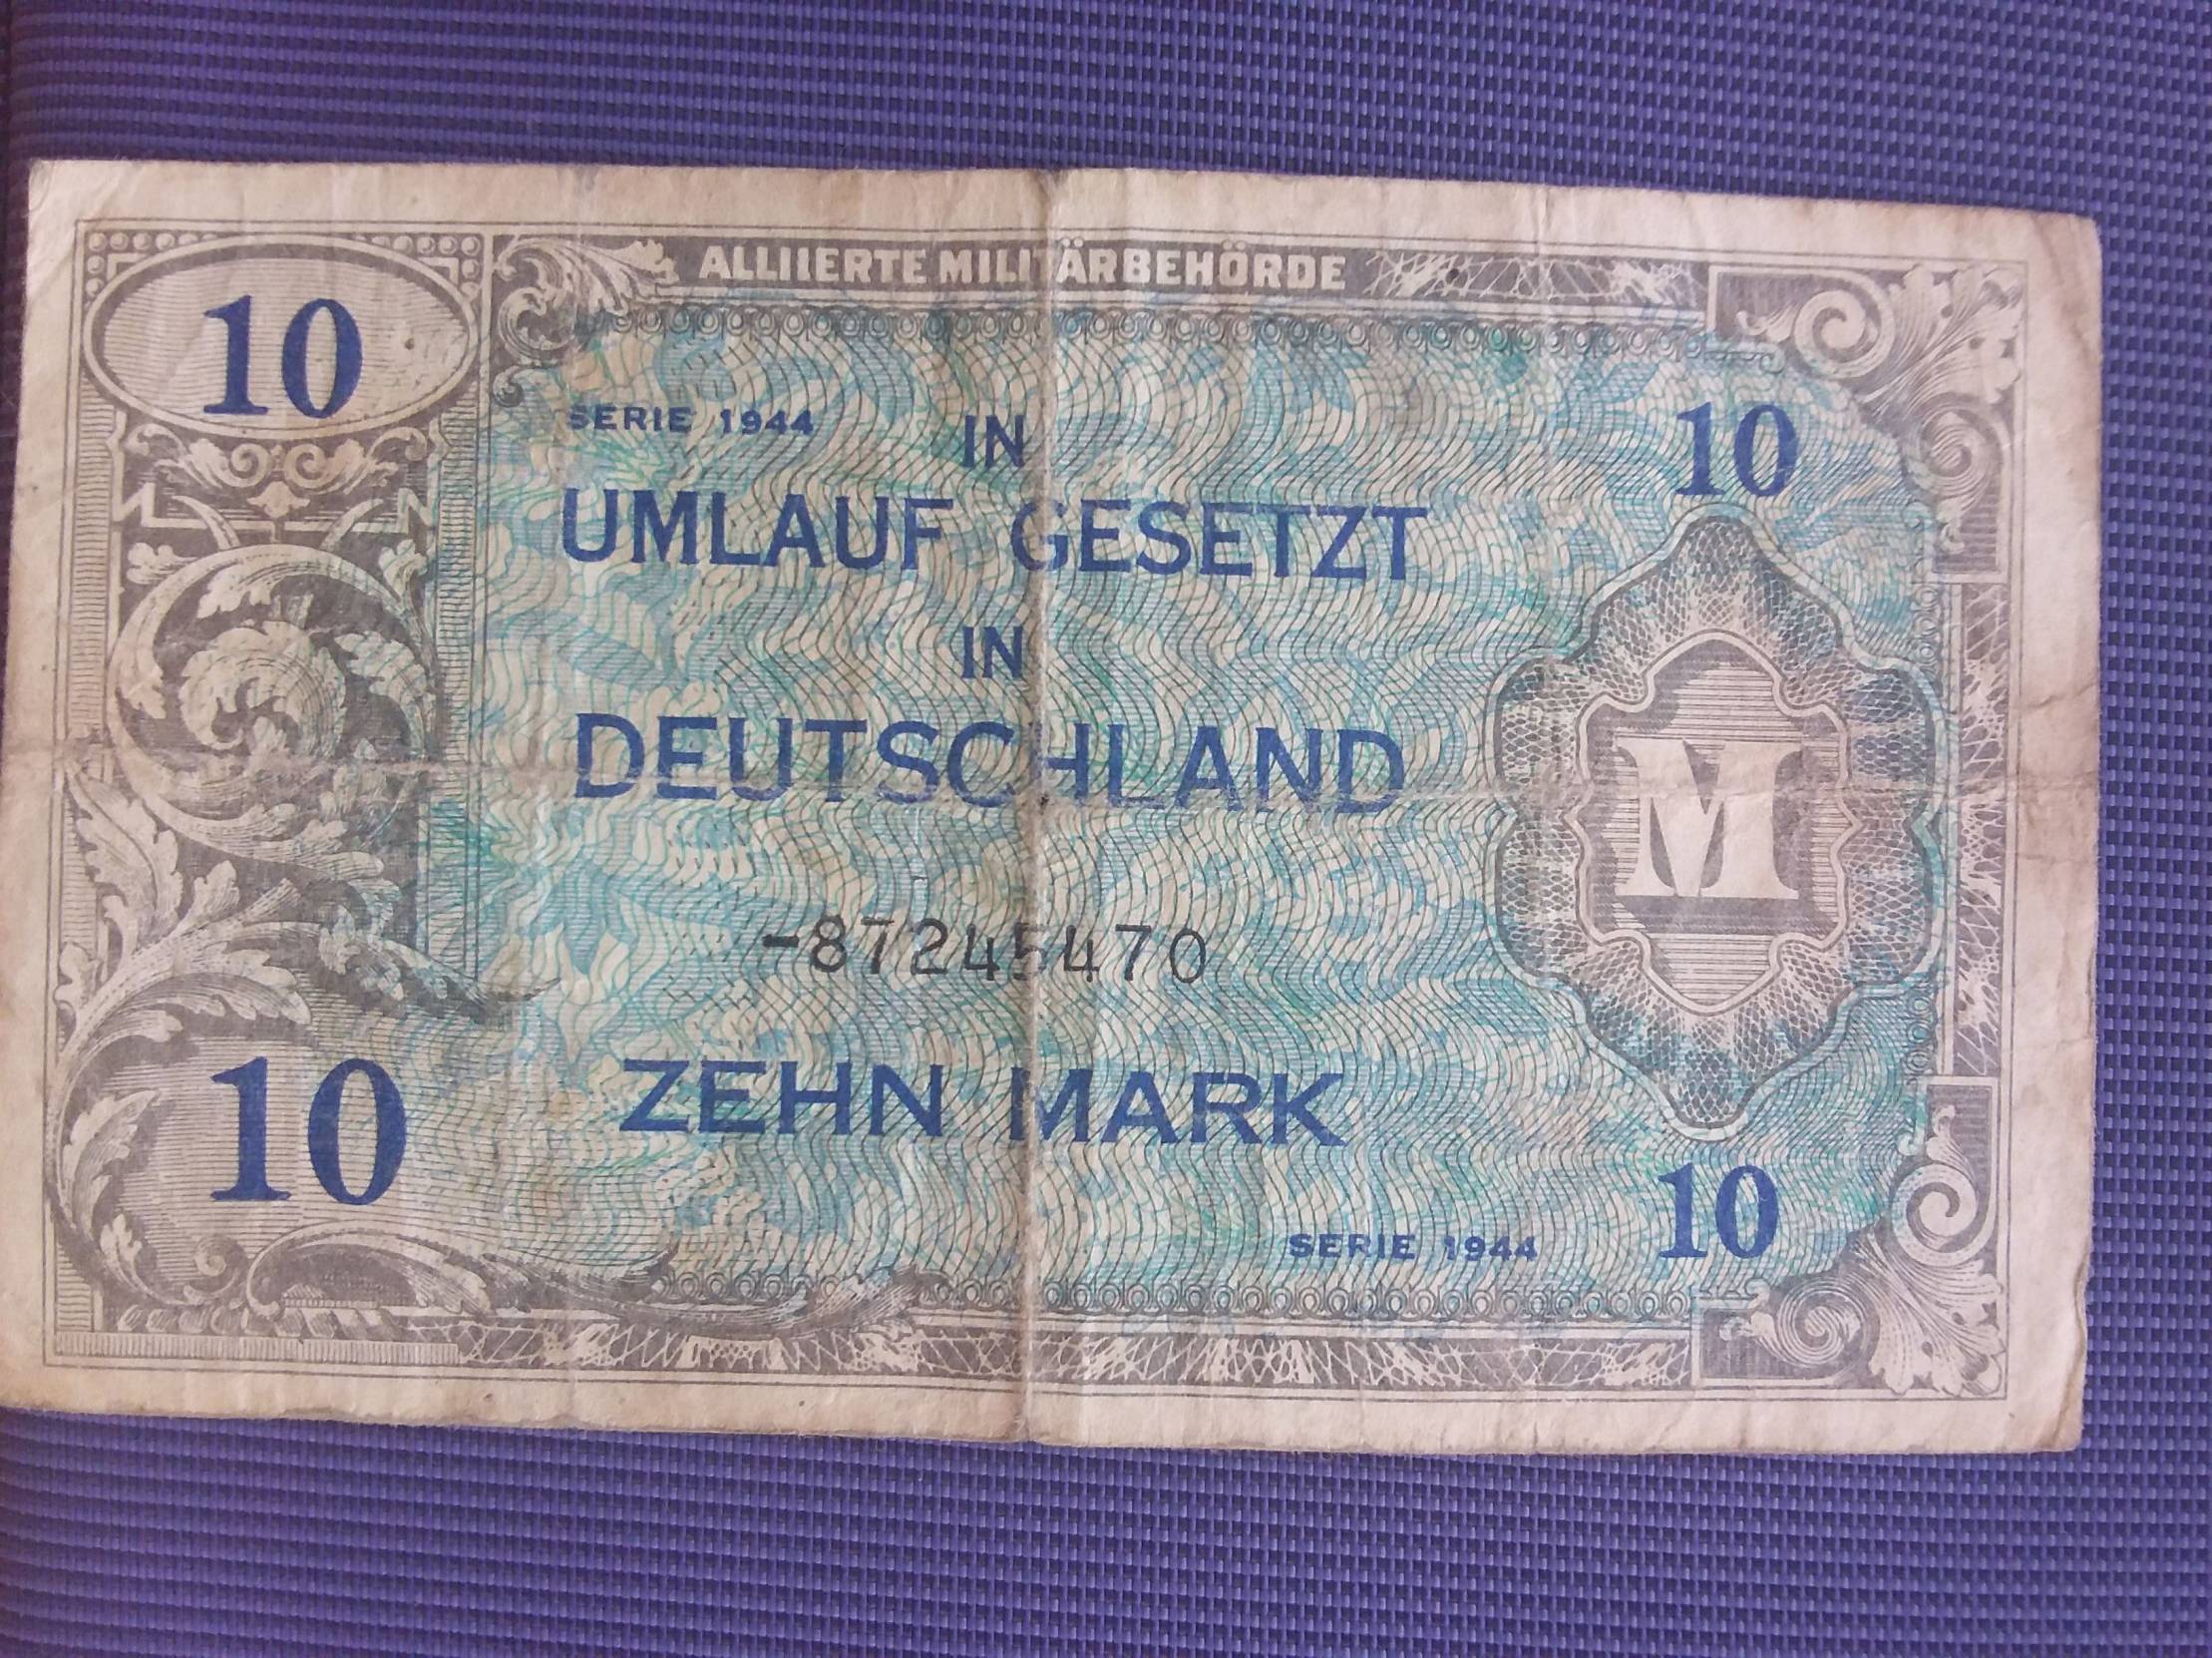 ALLIIERTE MILITÄRBEHÖRDE
10
SERIE 1944
IN
10
UMLAUF GESETZT
IN
DEUTSCHLAND
M
-87245470
10
ZEHN MARK
10
SERIE 1944